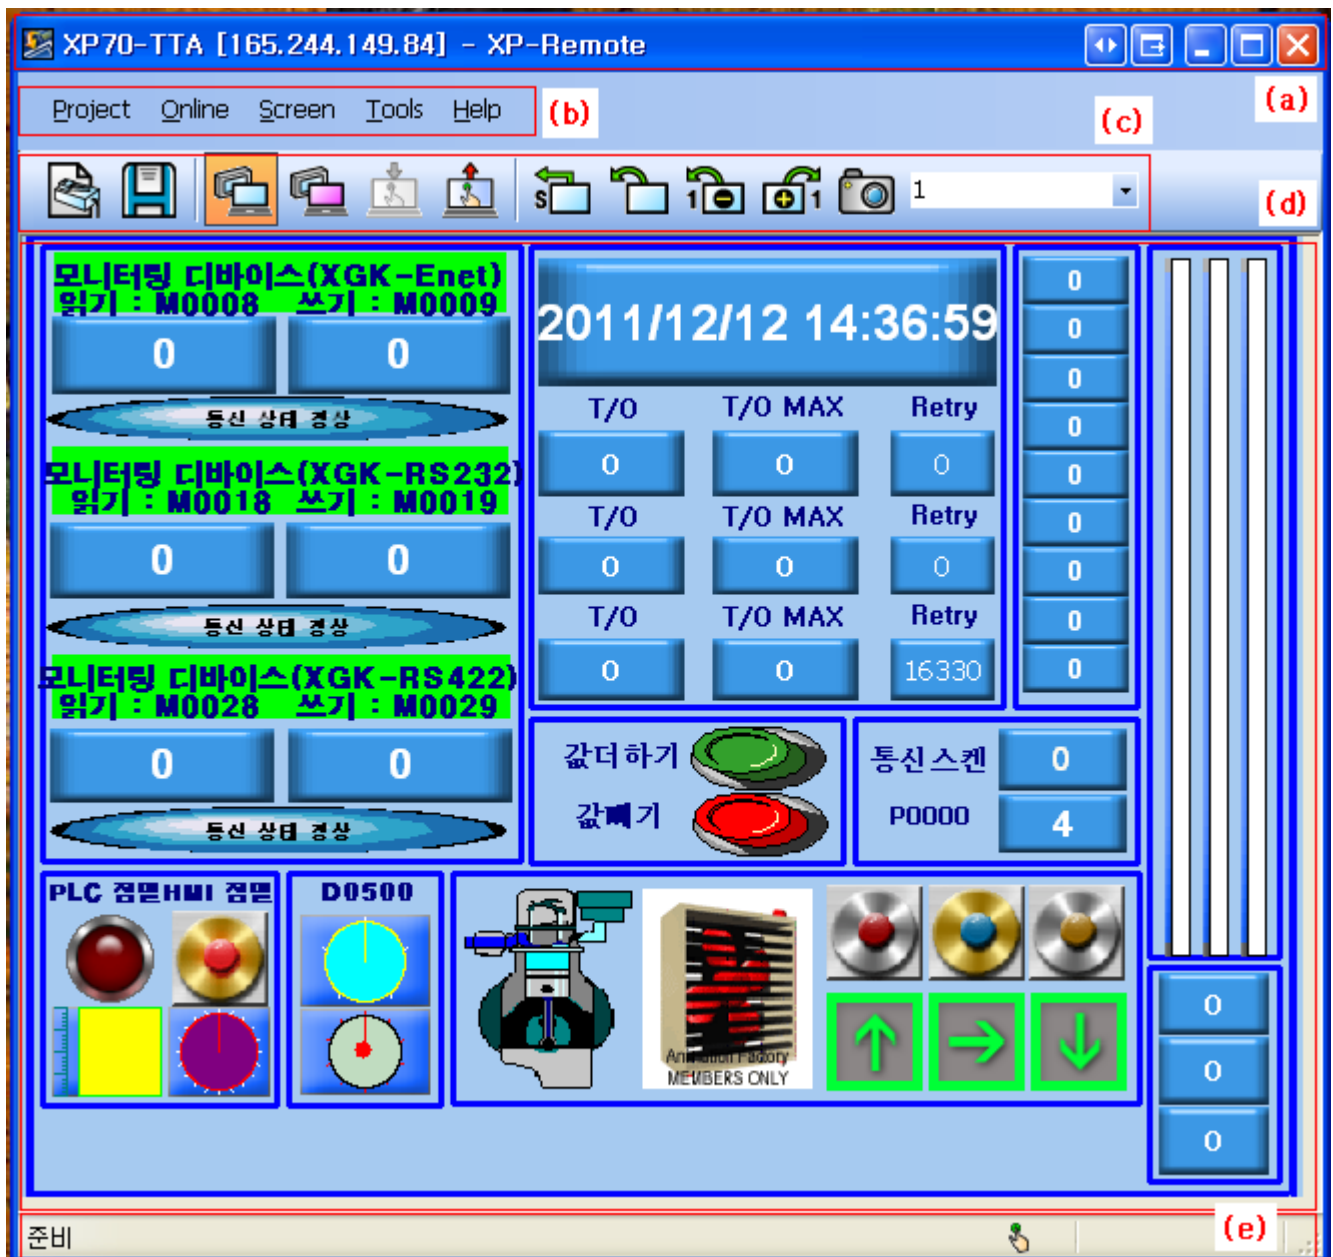 XP70-TTA [165.244.149.84] - XP-Remote
(a)
Project Online Screen Tools Help
(b)
(c)
S 1 1 1
(d)
모니터링 디바이스(XGK-Enet)
읽기 : M0008 쓰기 : M0009
0 0
통신 상태 정상
모니터링 디바이스(XGK-RS232)
읽기 : M0018 쓰기 : M0019
0 0
통신 상태 정상
모니터링 디바이스(XGK-RS422)
읽기 : M0028 쓰기 : M0029
0 0
통신 상태 정상
2011/12/12 14:36:59
T/O T/O MAX Retry
0 0 0
T/O T/O MAX Retry
0 0 0
T/O T/O MAX Retry
0 0 16330
0
0
0
0
0
0
0
0
0
값더하기
값빼기
통신스켄 0
P0000 4
PLC 점멸HMI 점멸
D0500
Animation Factory
MEMBERS ONLY
0
0
0
준비
(e)